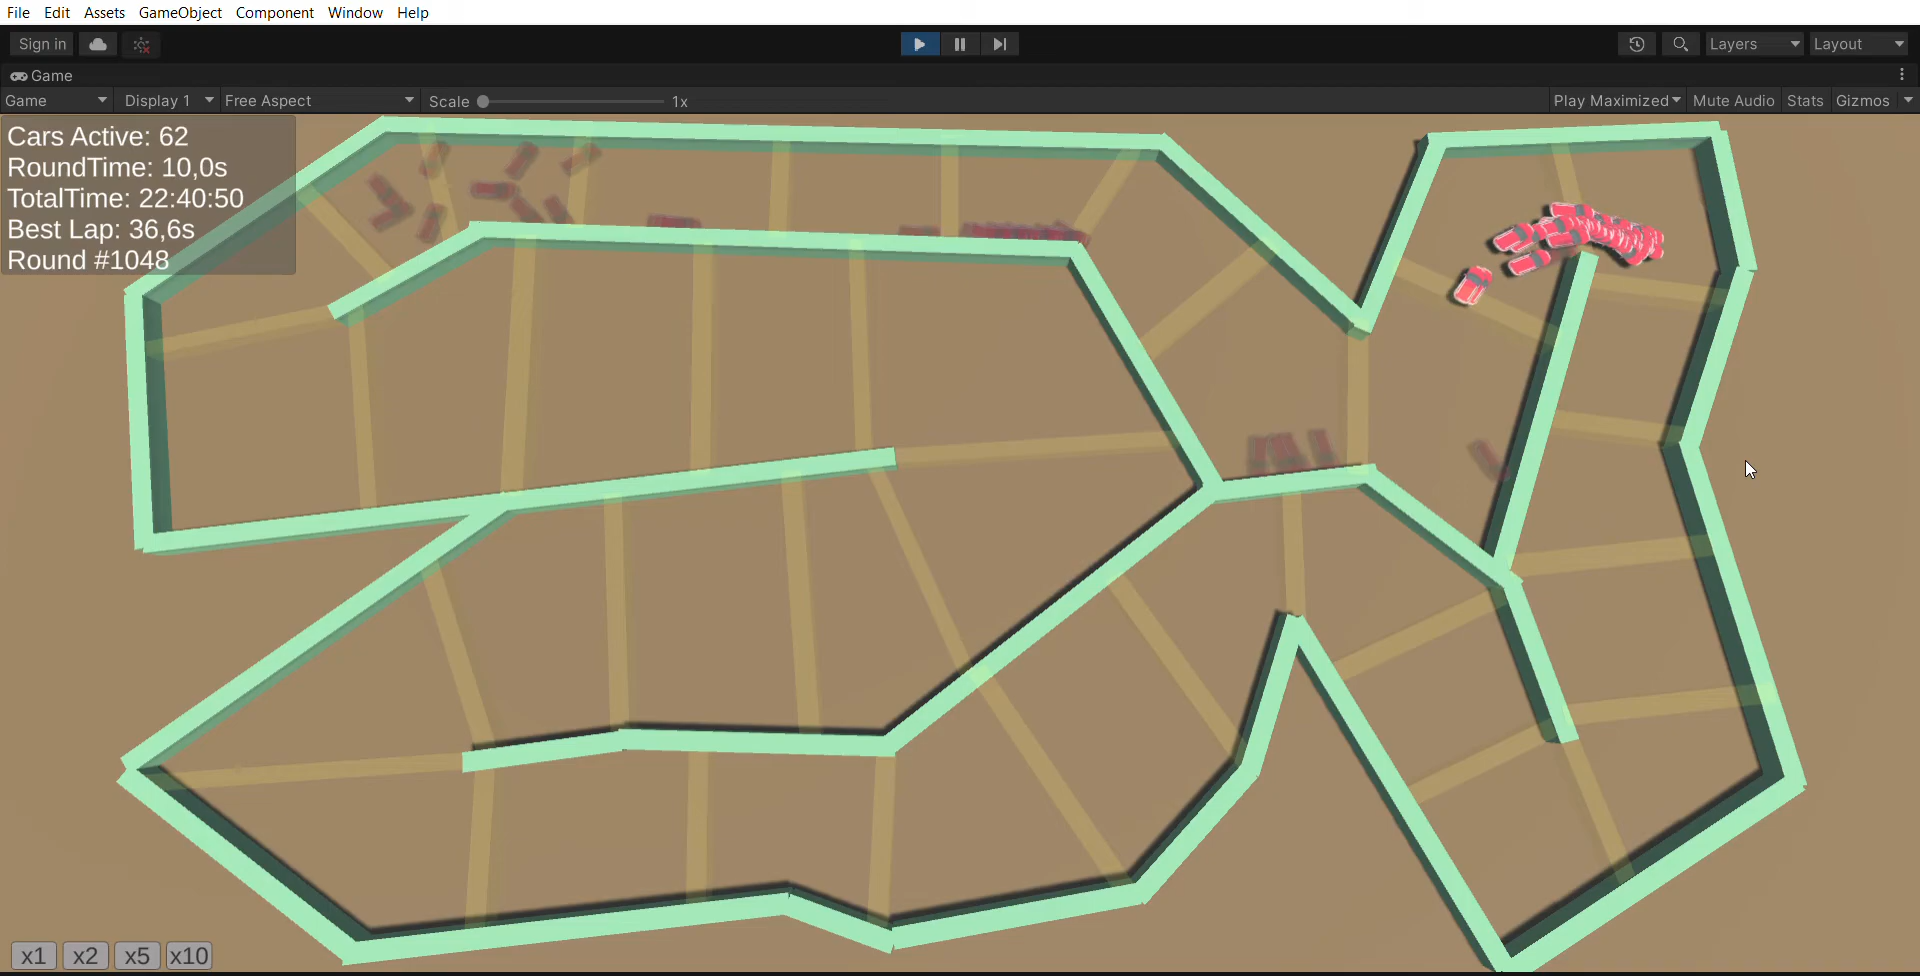 File Edit Assets GameObject Component Window Help
Sign in Layers Layout
Game
Game Display 1 Free Aspect Scale 1x Play Maximized Mute Audio Stats Gizmos
Cars Active: 62
RoundTime: 10,0s
TotalTime: 22:40:50
Best Lap: 36,6s
Round #1048
x1 x2 x5 x10